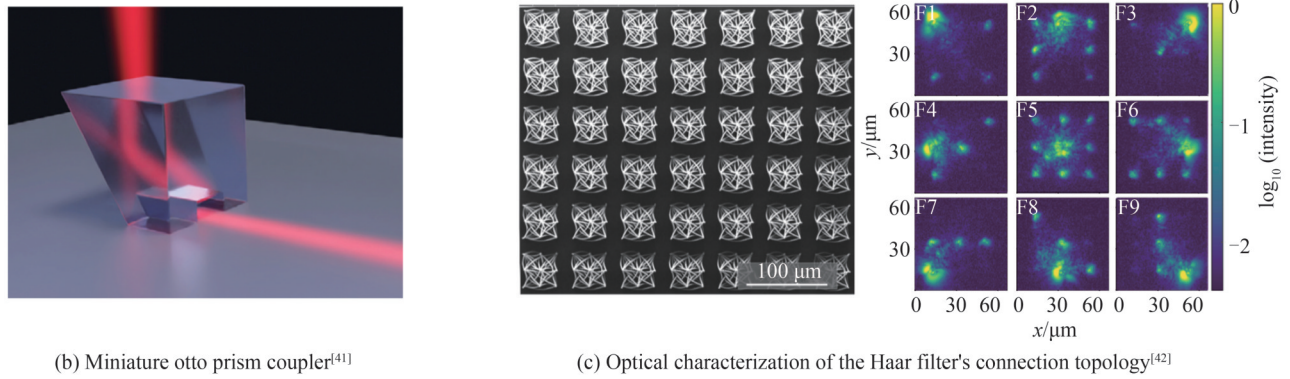 100 μm
F1
F2
F3
60
30
F4
F5
F6
60
30
y/μm
F7
F8
F9
60
30
0
0 30 60
0 30 60
0 30 60
x/μm
0
−1
−2
log₁₀ (intensity)
(b) Miniature otto prism coupler[41]
(c) Optical characterization of the Haar filter's connection topology[42]